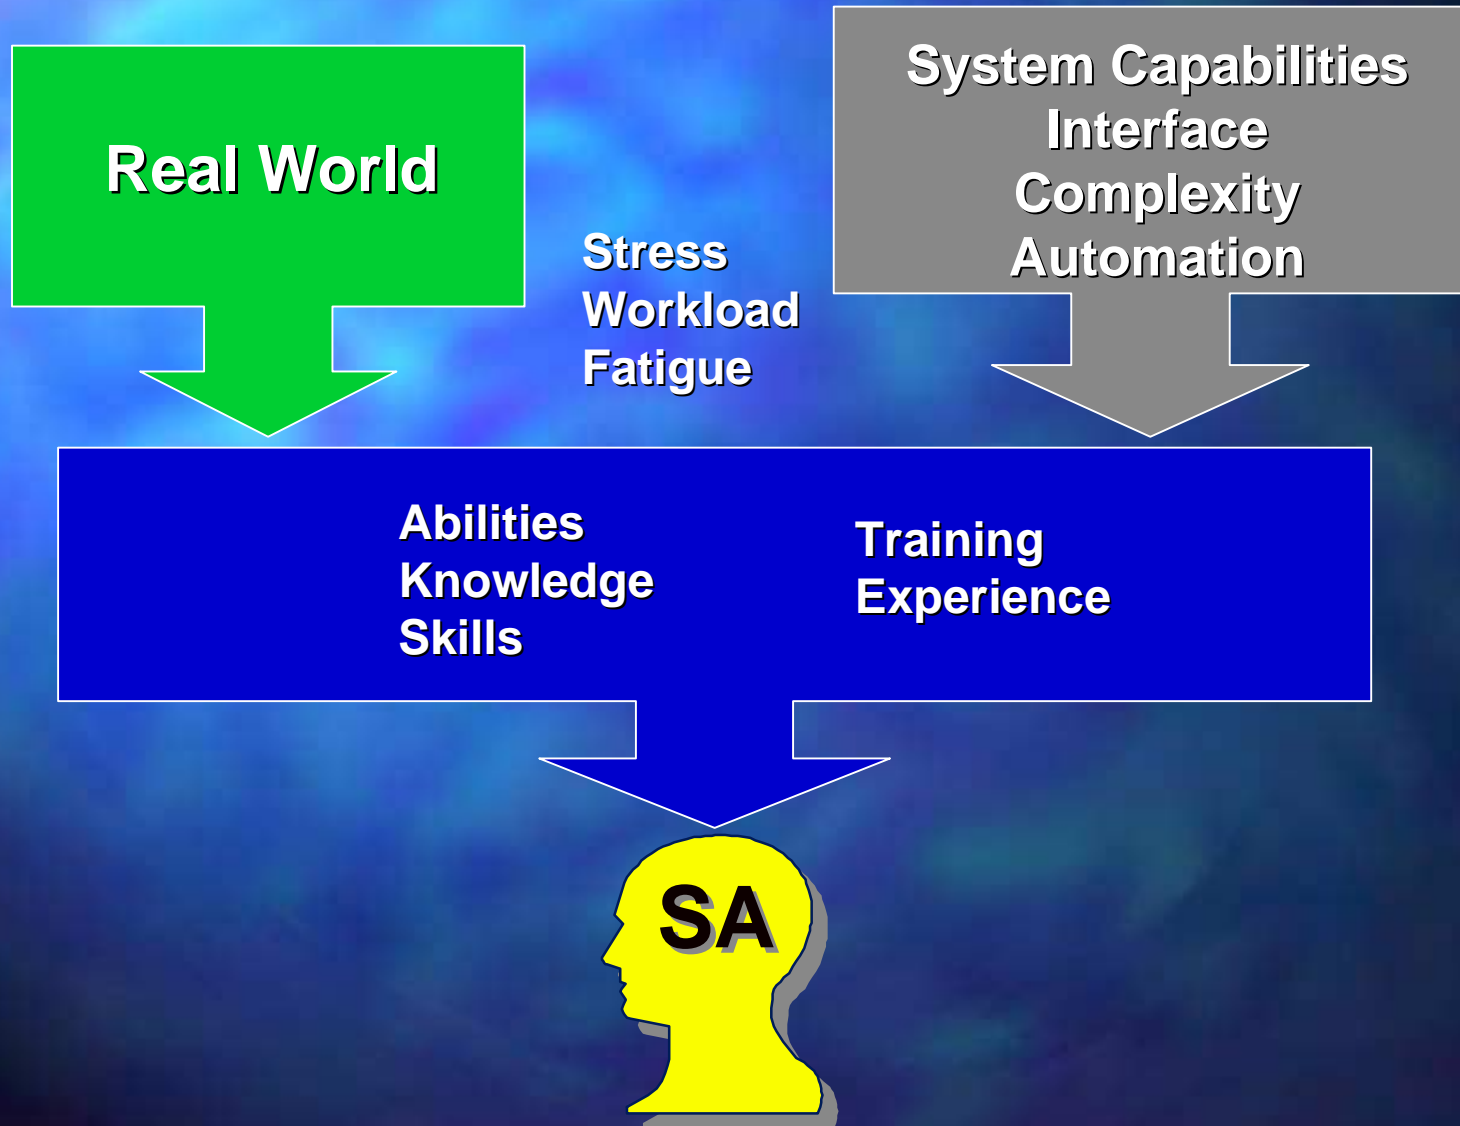 Real World
System Capabilities
Interface
Complexity
Automation
Stress
Workload
Fatigue
Abilities
Knowledge
Skills
Training
Experience
SA